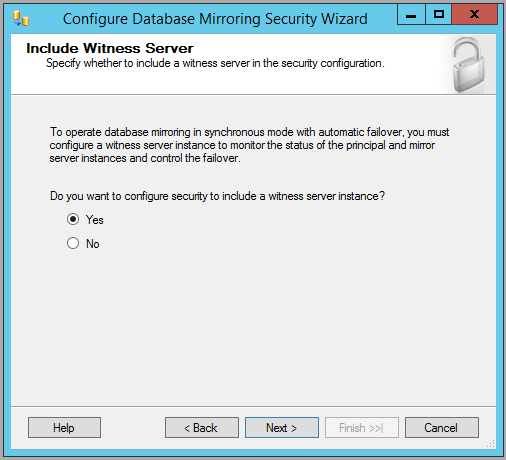 Configure Database Mirroring Security Wizard
X
Include Witness Server
Specify whether to include a witness server in the security configuration.
To operate database mirroring in synchronous mode with automatic failover, you must
configure a witness server instance to monitor the status of the principal and mirror
server instances and control the failover.
Do you want to configure security to include a witness server instance?
Yes
No
Help
< Back
Next >
Finish >>|
Cancel